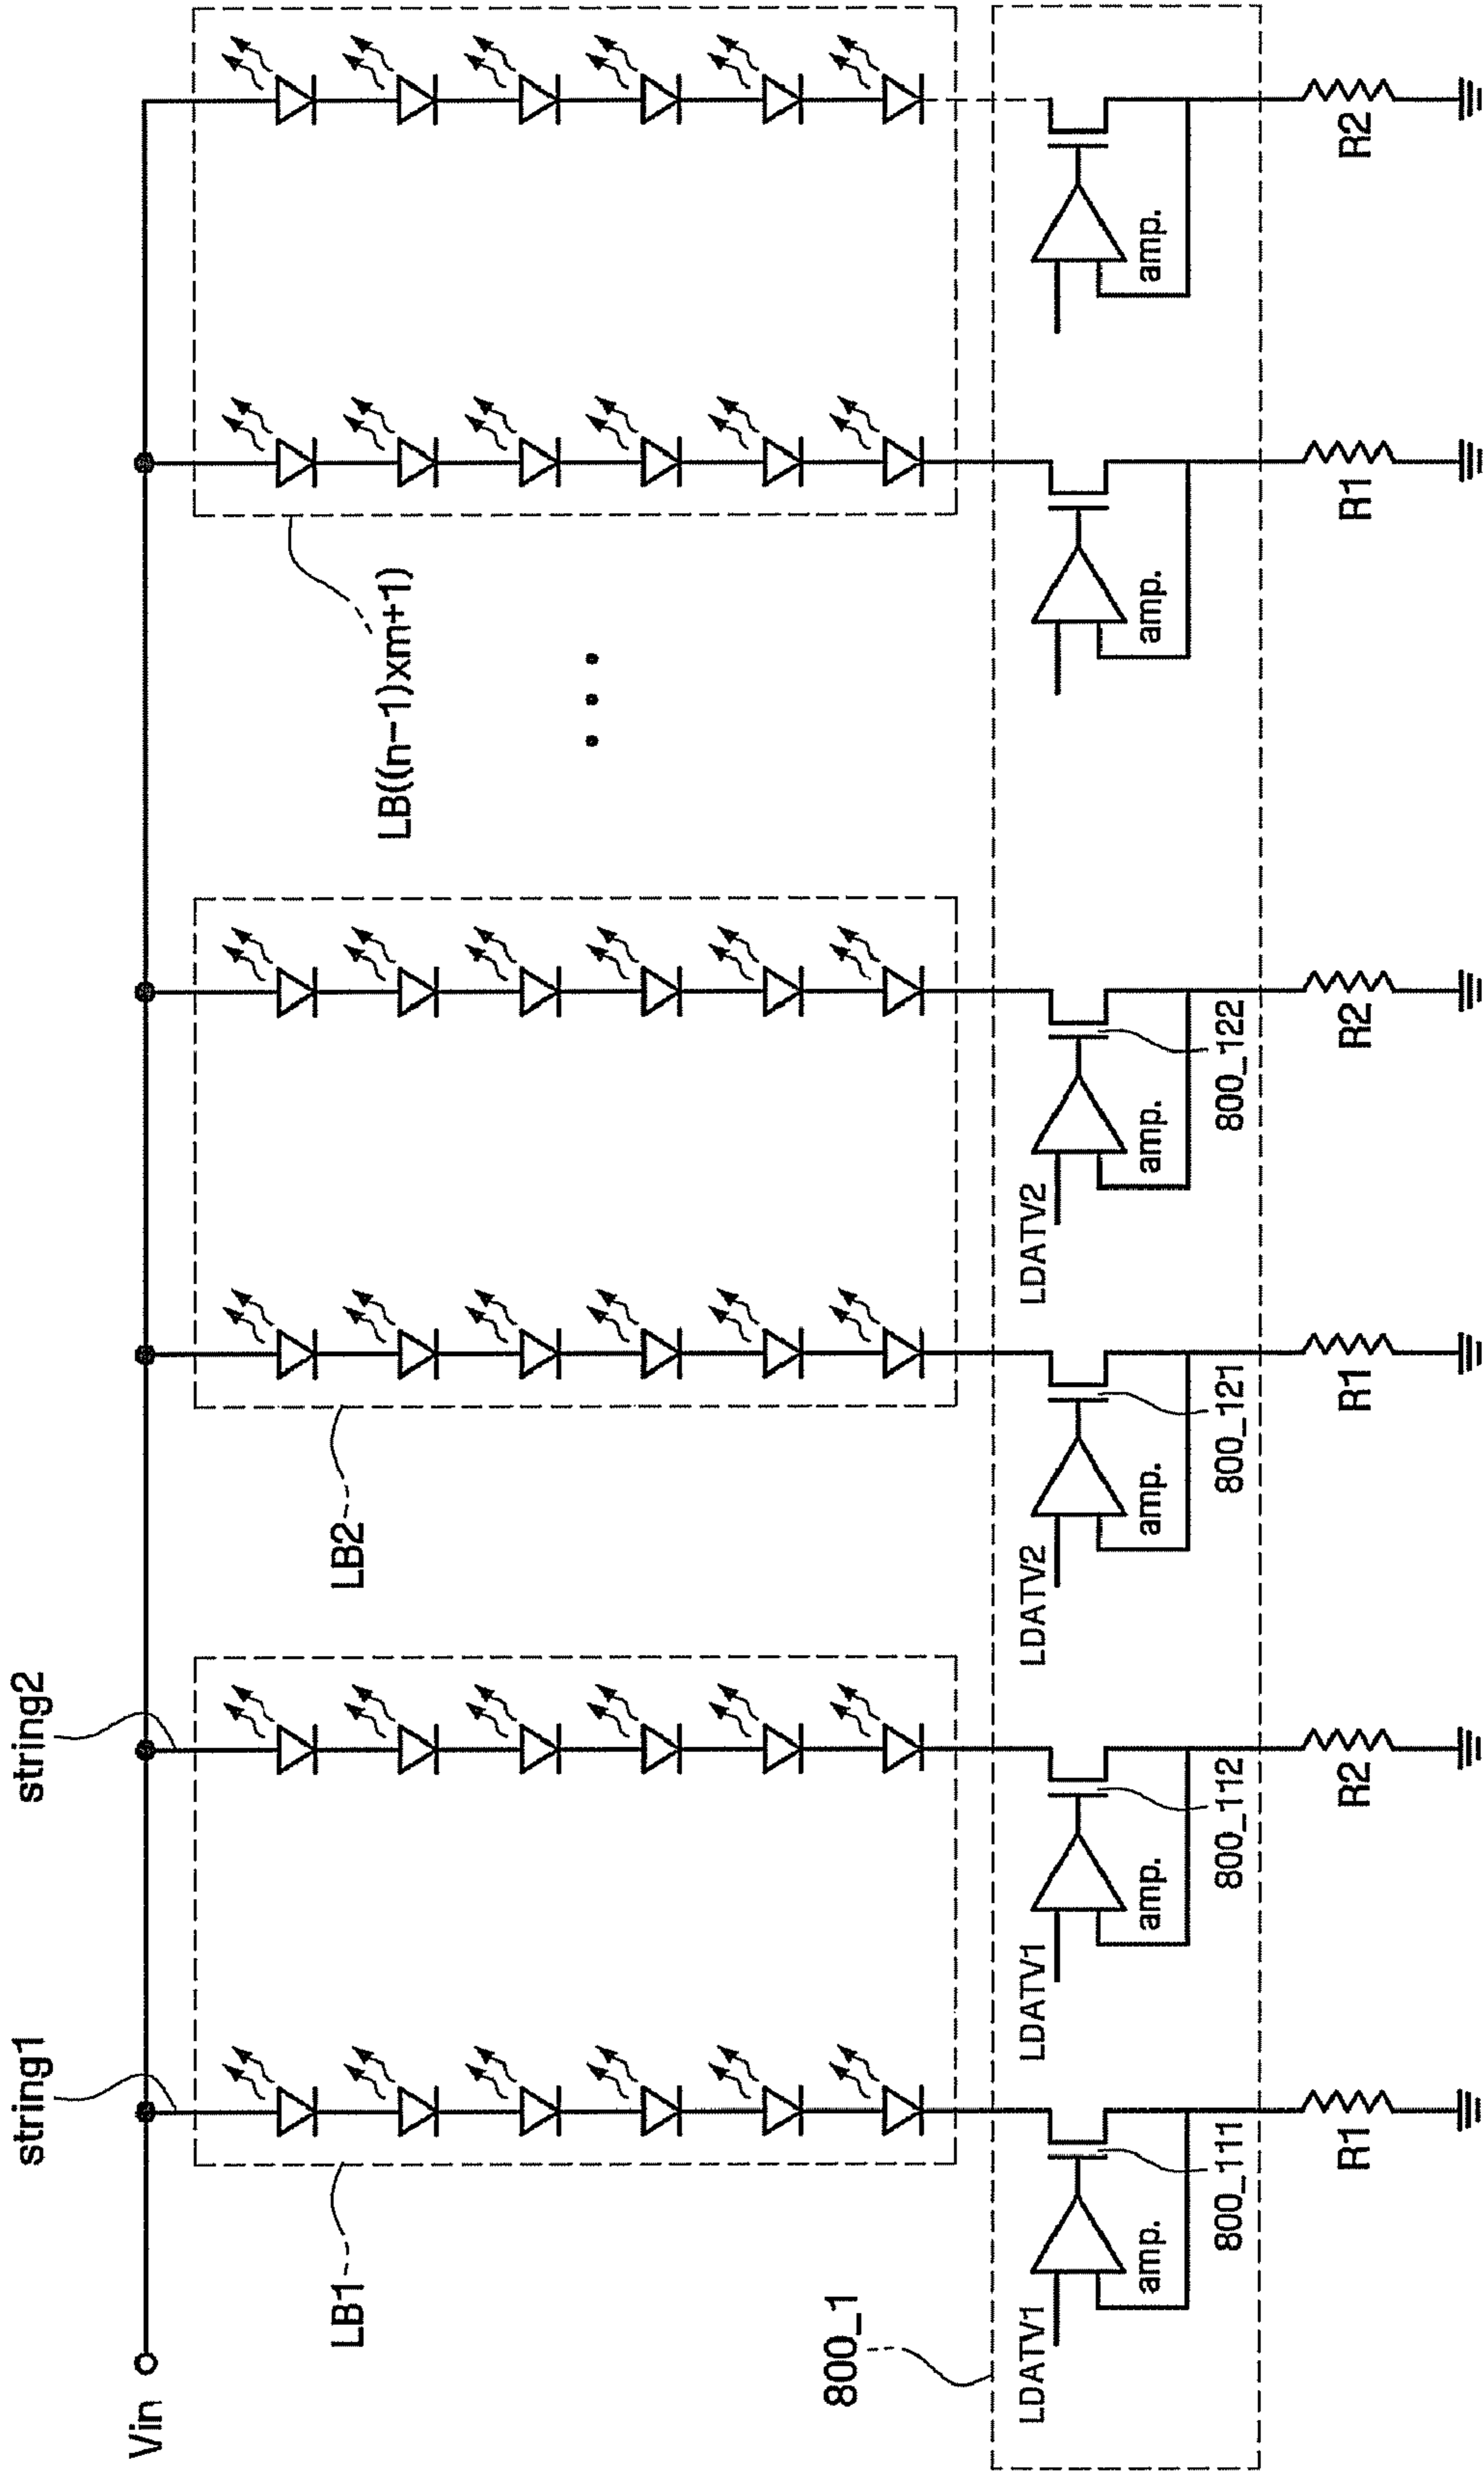 string1
string2
Vin
LB1
LB2
LB((n-1)xm+1)
800_1
LDATV1
LDATV1
LDATV2
LDATV2
amp.
amp.
amp.
amp.
amp.
amp.
800_111
800_112
800_121
800_122
R1
R2
R1
R2
R1
R2